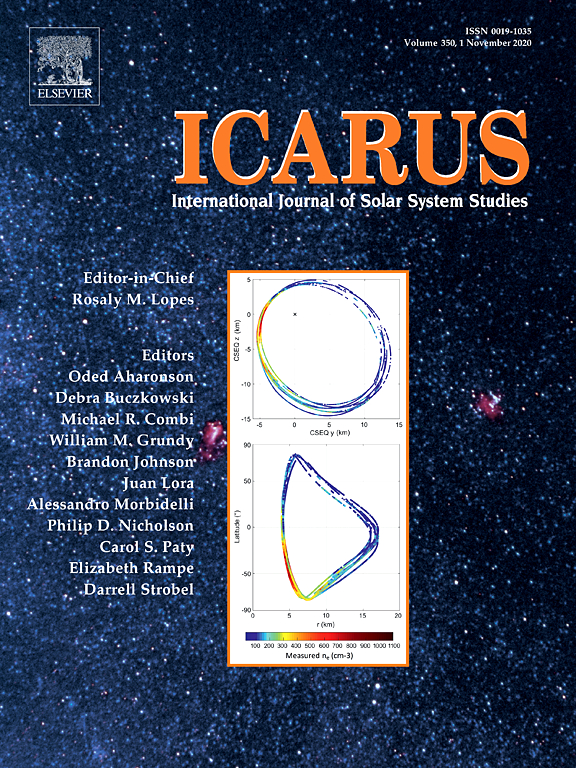 ISSN 0019-1035
Volume 350, 1 November 2020
ELSEVIER
ICARUS
International Journal of Solar System Studies
Editor-in-Chief
Rosaly M. Lopes
Editors
Oded Aharonson
Debra Buczkowski
Michael R. Combi
William M. Grundy
Brandon Johnson
Juan Lora
Alessandro Morbidelli
Philip D. Nicholson
Carol S. Paty
Elizabeth Rampe
Darrell Strobel
5
0
-5
-10
-15
CSEQ z (km)
-5 0 5 10 15
CSEQ y (km)
90
50
0
-50
-90
Latitude (°)
0 5 10 15 20
r (km)
100 200 300 400 500 600 700 800 900 1000 1100
Measured nₑ (cm-3)